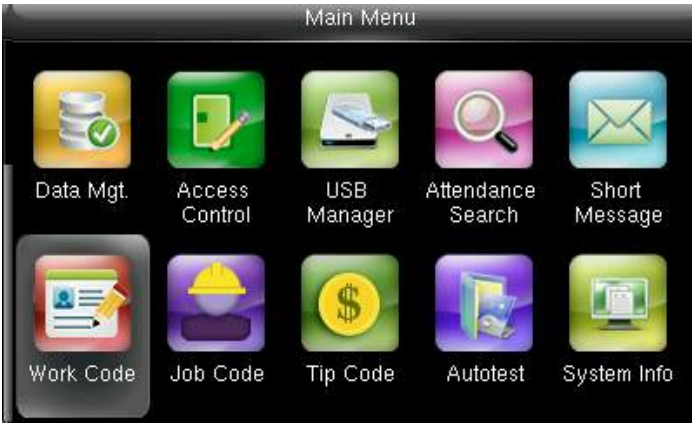 Main Menu
Data Mgt.
Access
Control
USB
Manager
Attendance
Search
Short
Message
Work Code
Job Code
Tip Code
Autotest
System Info